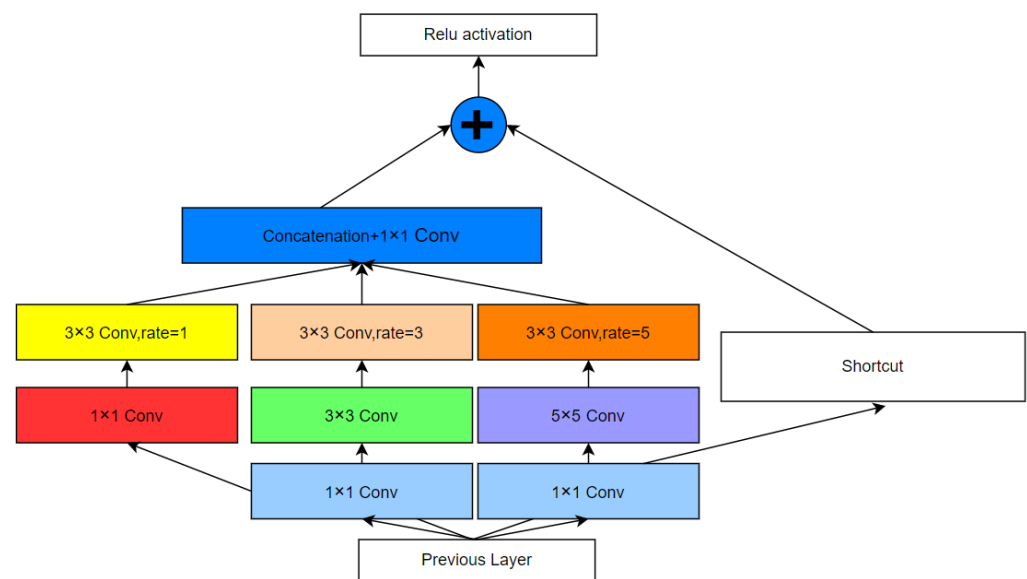 Relu activation
Concatenation+1×1 Conv
3×3 Conv,rate=1
3×3 Conv,rate=3
3×3 Conv,rate=5
Shortcut
1×1 Conv
3×3 Conv
5×5 Conv
1×1 Conv
1×1 Conv
Previous Layer